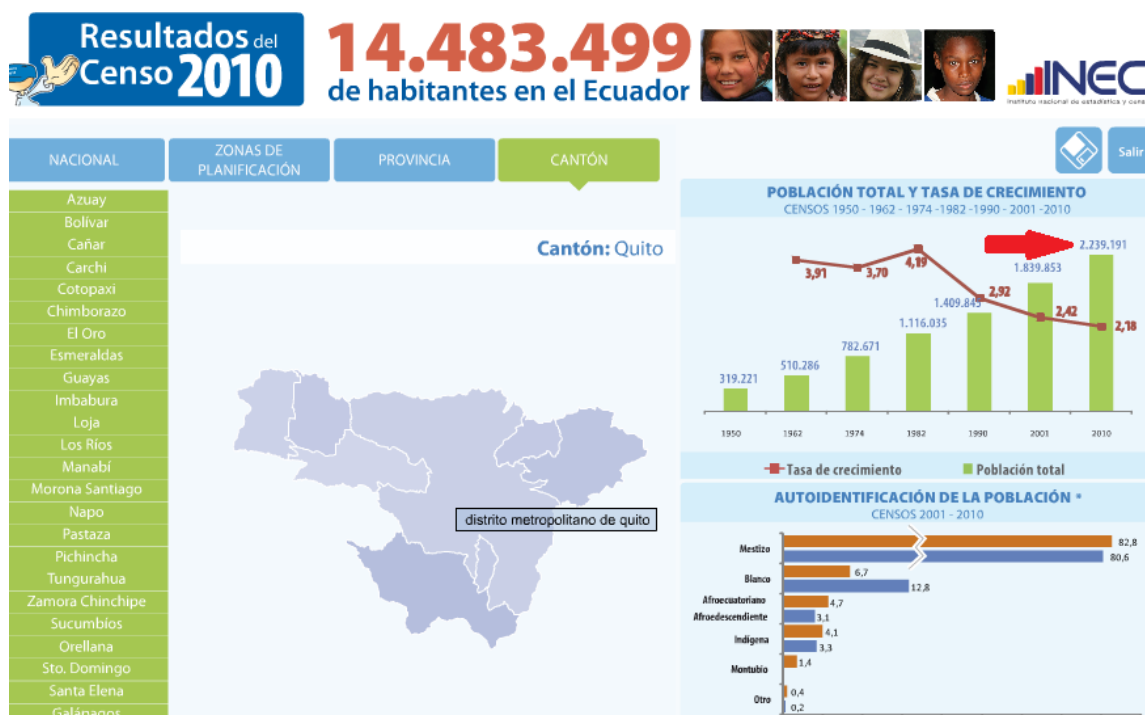 Resultados del
Censo 2010
14.483.499
de habitantes en el Ecuador
INEC
NACIONAL
ZONAS DE
PLANIFICACIÓN
PROVINCIA
CANTÓN
Salir
Azuay
Bolívar
Cañar
Carchi
Cotopaxi
Chimborazo
El Oro
Esmeraldas
Guayas
Imbabura
Loja
Los Ríos
Manabí
Morona Santiago
Napo
Pastaza
Pichincha
Tungurahua
Zamora Chinchipe
Sucumbíos
Orellana
Sto. Domingo
Santa Elena
Galápagos
Cantón: Quito
distrito metropolitano de quito
POBLACIÓN TOTAL Y TASA DE CRECIMIENTO
CENSOS 1950 - 1962 - 1974 -1982 -1990 - 2001 -2010
2.239.191
1.839.853
1.409.845
1.116.035
782.671
510.286
319.221
3,91
3,70
4,19
2,92
2,42
2,18
1950 1962 1974 1982 1990 2001 2010
Tasa de crecimiento Población total
AUTOIDENTIFICACIÓN DE LA POBLACIÓN *
CENSOS 2001 - 2010
Mestizo 82,8
80,6
Blanco 6,7
12,8
Afroecuatoriano 4,7
Afrodescendiente 3,1
Indígena 4,1
3,3
Montubio 1,4
Otro 0,4
0,2